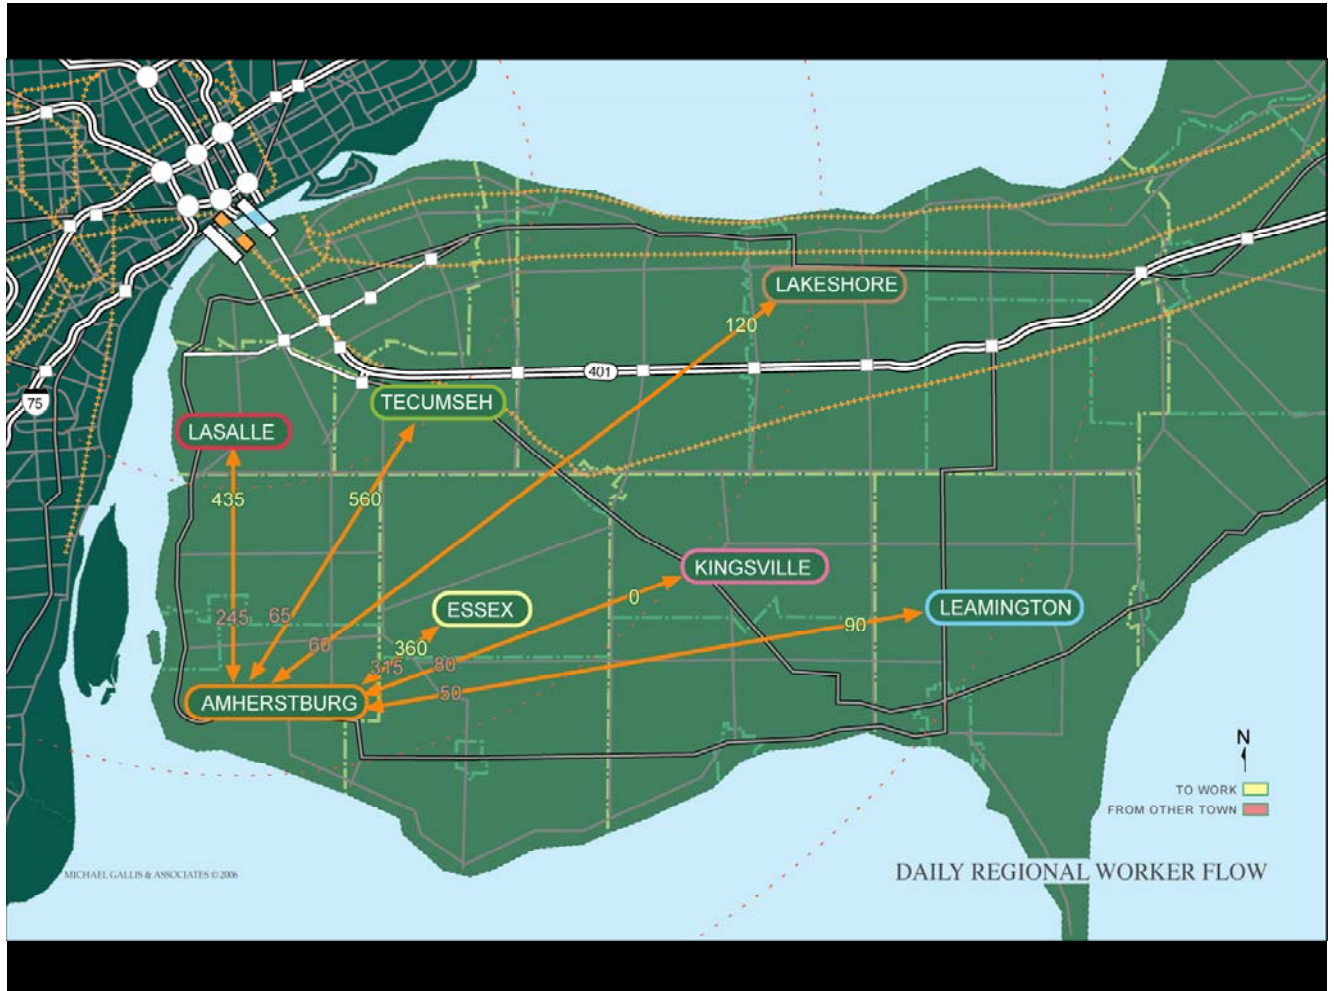 LAKESHORE
120
401
75
TECUMSEH
LASALLE
435
560
KINGSVILLE
0
ESSEX
LEAMINGTON
90
245
65
60
360
315
80
50
AMHERSTBURG
N
TO WORK
FROM OTHER TOWN
MICHAEL GALLIS & ASSOCIATES © 2006
DAILY REGIONAL WORKER FLOW